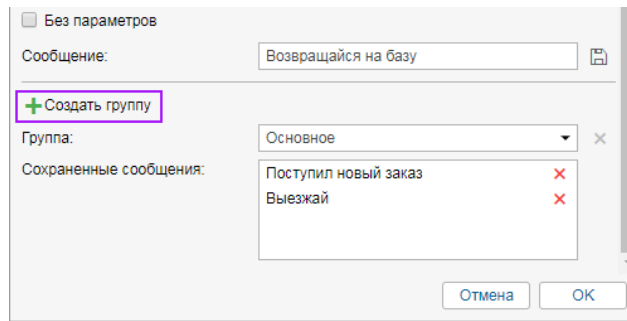 Без параметров
Сообщение: Возвращайся на базу
Создать группу
Группа: Основное
Сохраненные сообщения: Поступил новый заказ
Выезжай
Отмена OK